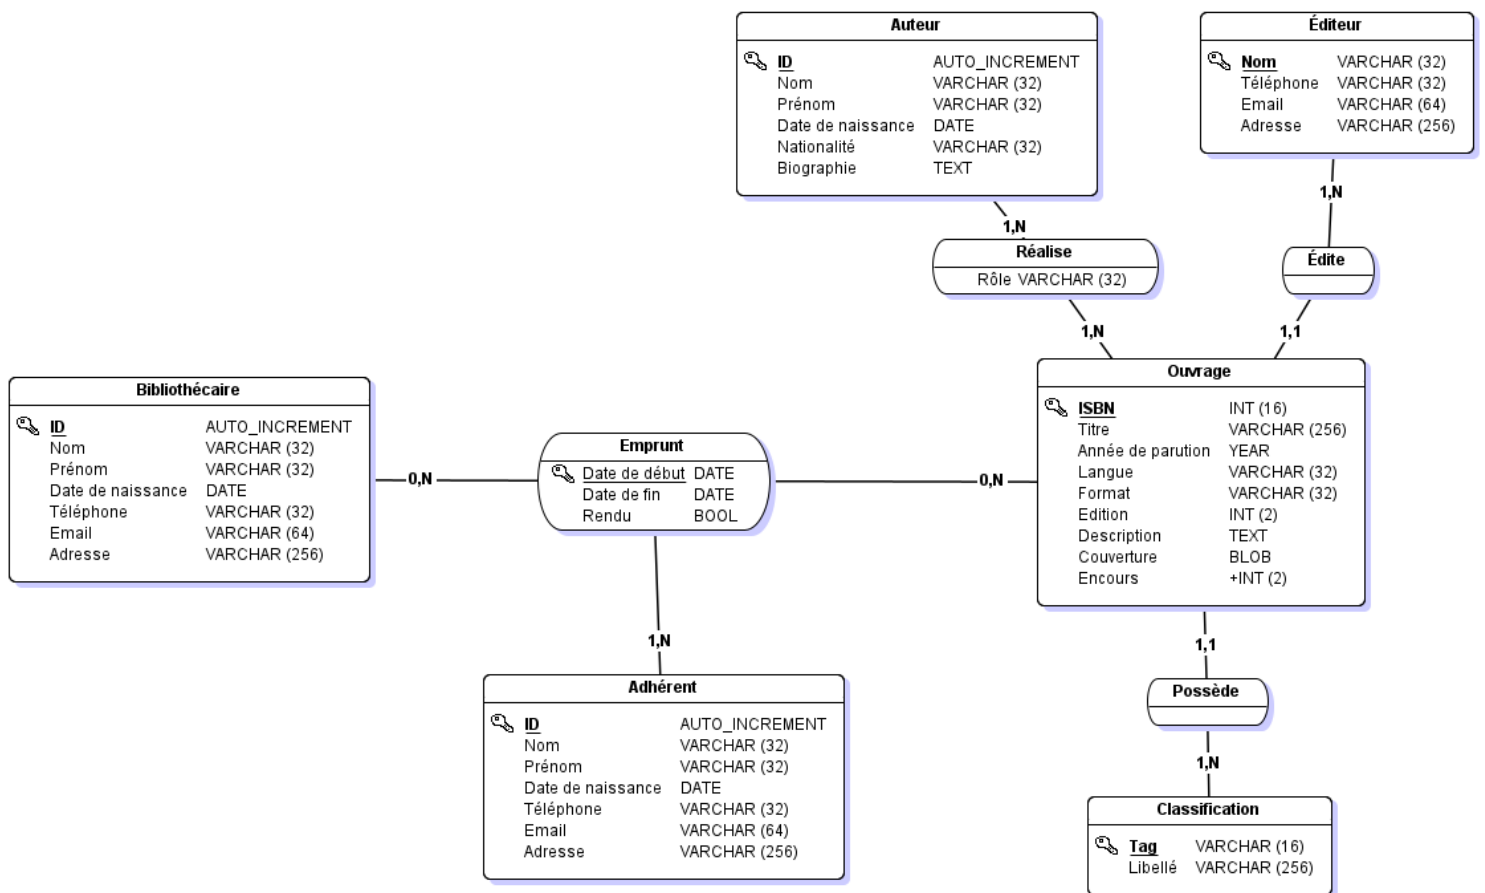 Auteur
ID AUTO_INCREMENT
Nom VARCHAR (32)
Prénom VARCHAR (32)
Date de naissance DATE
Nationalité VARCHAR (32)
Biographie TEXT
Éditeur
Nom VARCHAR (32)
Téléphone VARCHAR (32)
Email VARCHAR (64)
Adresse VARCHAR (256)
1,N
1,N
Réalise
Rôle VARCHAR (32)
Édite
1,N
1,1
Bibliothécaire
ID AUTO_INCREMENT
Nom VARCHAR (32)
Prénom VARCHAR (32)
Date de naissance DATE
Téléphone VARCHAR (32)
Email VARCHAR (64)
Adresse VARCHAR (256)
0,N
Emprunt
Date de début DATE
Date de fin DATE
Rendu BOOL
0,N
Ouvrage
ISBN INT (16)
Titre VARCHAR (256)
Année de parution YEAR
Langue VARCHAR (32)
Format VARCHAR (32)
Edition INT (2)
Description TEXT
Couverture BLOB
Encours +INT (2)
1,N
1,1
Adhérent
ID AUTO_INCREMENT
Nom VARCHAR (32)
Prénom VARCHAR (32)
Date de naissance DATE
Téléphone VARCHAR (32)
Email VARCHAR (64)
Adresse VARCHAR (256)
Possède
1,N
Classification
Tag VARCHAR (16)
Libellé VARCHAR (256)